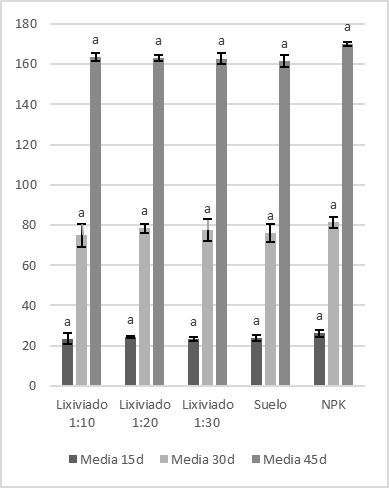 180
a a a a a
160
140
120
100
a a a a a
80
60
40
a a a a a
20
0
Lixiviado Lixiviado Lixiviado Suelo NPK
1:10 1:20 1:30
Media 15d Media 30d Media 45d